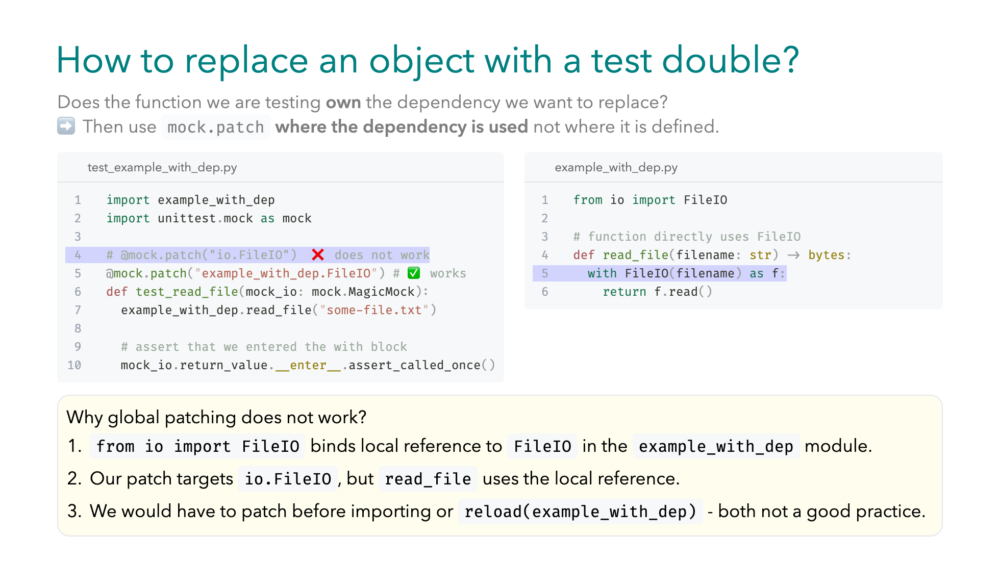 How to replace an object with a test double?
Does the function we are testing own the dependency we want to replace?
➡️ Then use mock.patch where the dependency is used not where it is defined.
test_example_with_dep.py
1 import example_with_dep
2 import unittest.mock as mock
3
4 # @mock.patch("io.FileIO") ❌ does not work
5 @mock.patch("example_with_dep.FileIO") # ✅ works
6 def test_read_file(mock_io: mock.MagicMock):
7 example_with_dep.read_file("some-file.txt")
8
9 # assert that we entered the with block
10 mock_io.return_value.__enter__.assert_called_once()
example_with_dep.py
1 from io import FileIO
2
3 # function directly uses FileIO
4 def read_file(filename: str) → bytes:
5 with FileIO(filename) as f:
6 return f.read()
Why global patching does not work?
1. from io import FileIO binds local reference to FileIO in the example_with_dep module.
2. Our patch targets io.FileIO, but read_file uses the local reference.
3. We would have to patch before importing or reload(example_with_dep) - both not a good practice.